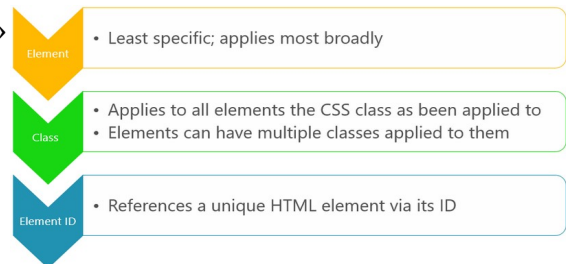 Element
• Least specific; applies most broadly
Class
• Applies to all elements the CSS class as been applied to
• Elements can have multiple classes applied to them
Element ID
• References a unique HTML element via its ID